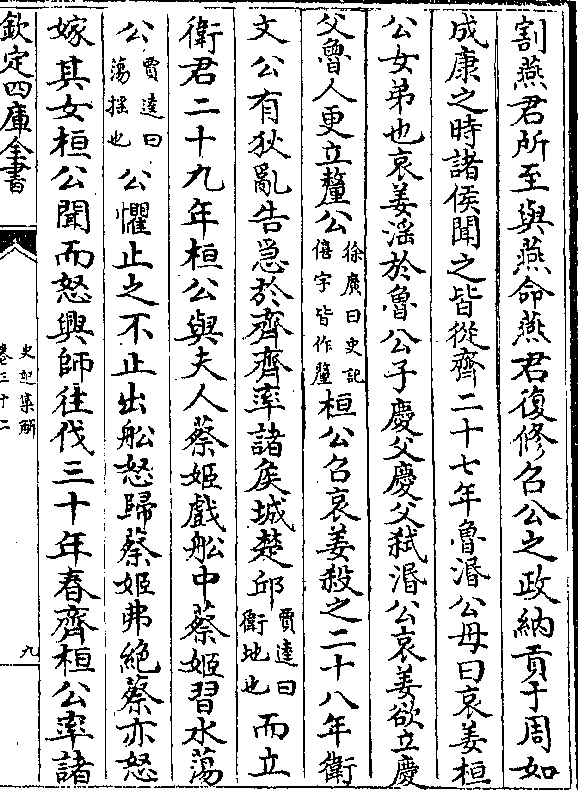 割燕君所至與燕命燕君復修召公之政納貢于周如
成康之時諸侯聞之皆從齊二十七年魯湣公母曰哀姜桓
公女弟也哀姜淫於魯公子慶父慶父弑湣公哀姜欲立慶
父魯人更立釐公徐廣曰史記僖字皆作釐桓公召哀姜殺之二十八年衛
文公有狄亂告急於齊齊率諸侯城楚邱賈逵曰衛地也而立
衛君二十九年桓公與夫人蔡姬戲船中蔡姬習水蕩
公賈逵曰蕩揺也公懼止之不止出船怒歸蔡姬弗絶蔡亦怒
嫁其女桓公聞而怒興師往伐三十年春齊桓公率諸
欽定四庫全書
史記集解
卷三十二
九